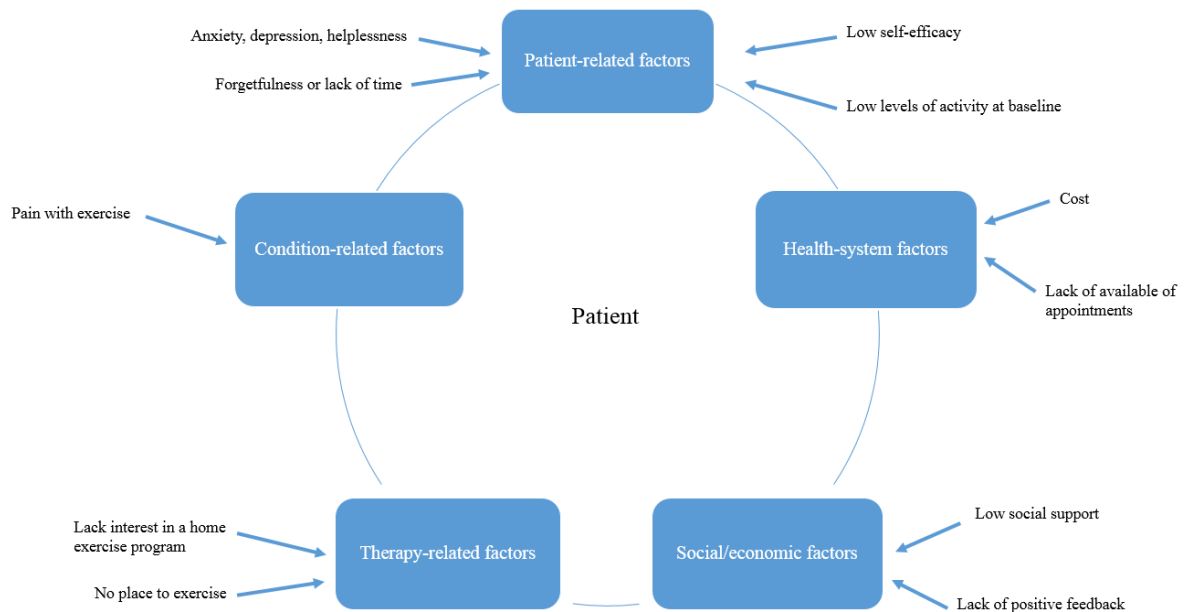 Anxiety, depression, helplessness
Forgetfulness or lack of time
Patient-related factors
Low self-efficacy
Low levels of activity at baseline
Pain with exercise
Condition-related factors
Health-system factors
Cost
Lack of available of
appointments
Patient
Lack interest in a home
exercise program
No place to exercise
Therapy-related factors
Social/economic factors
Low social support
Lack of positive feedback